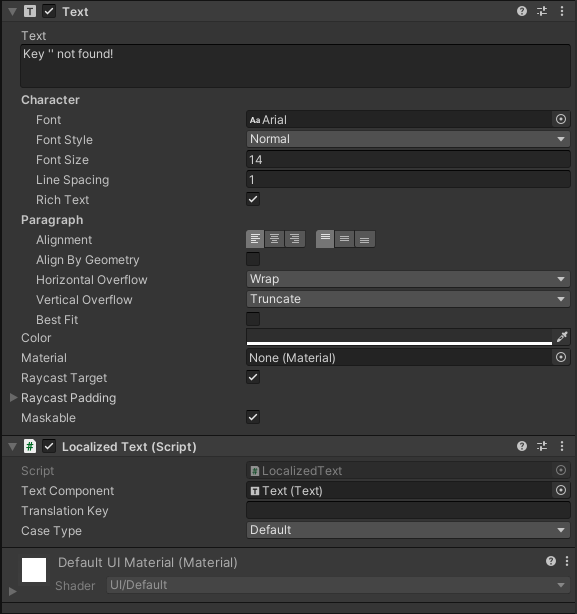 Text
Text
Key '' not found!
Character
Font Aa Arial
Font Style Normal
Font Size 14
Line Spacing 1
Rich Text
Paragraph
Alignment
Align By Geometry
Horizontal Overflow Wrap
Vertical Overflow Truncate
Best Fit
Color
Material None (Material)
Raycast Target
Raycast Padding
Maskable
# Localized Text (Script)
Script # LocalizedText
Text Component Text (Text)
Translation Key
Case Type Default
Default UI Material (Material)
Shader UI/Default